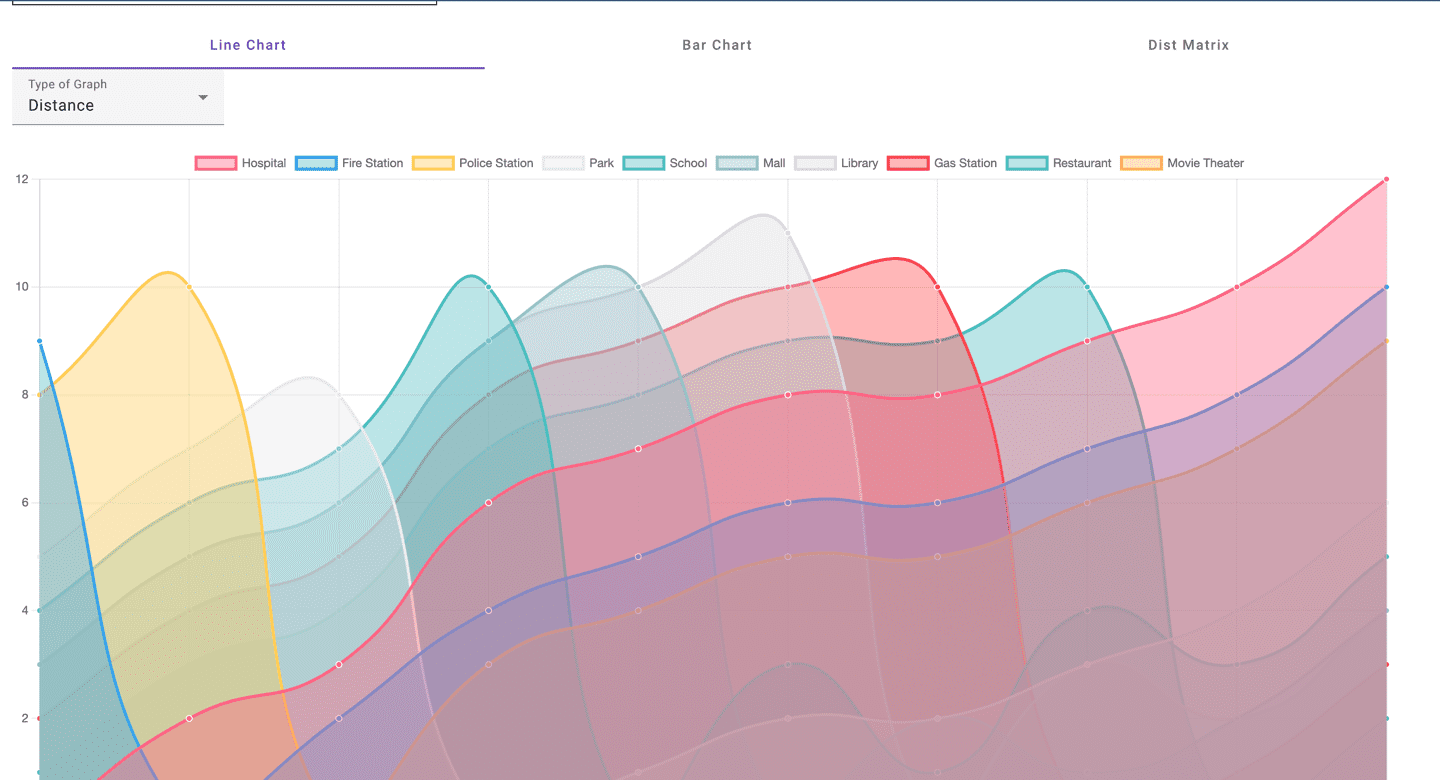 Line Chart Bar Chart Dist Matrix
Type of Graph
Distance
Hospital Fire Station Police Station Park School Mall Library Gas Station Restaurant Movie Theater
12
10
8
6
4
2